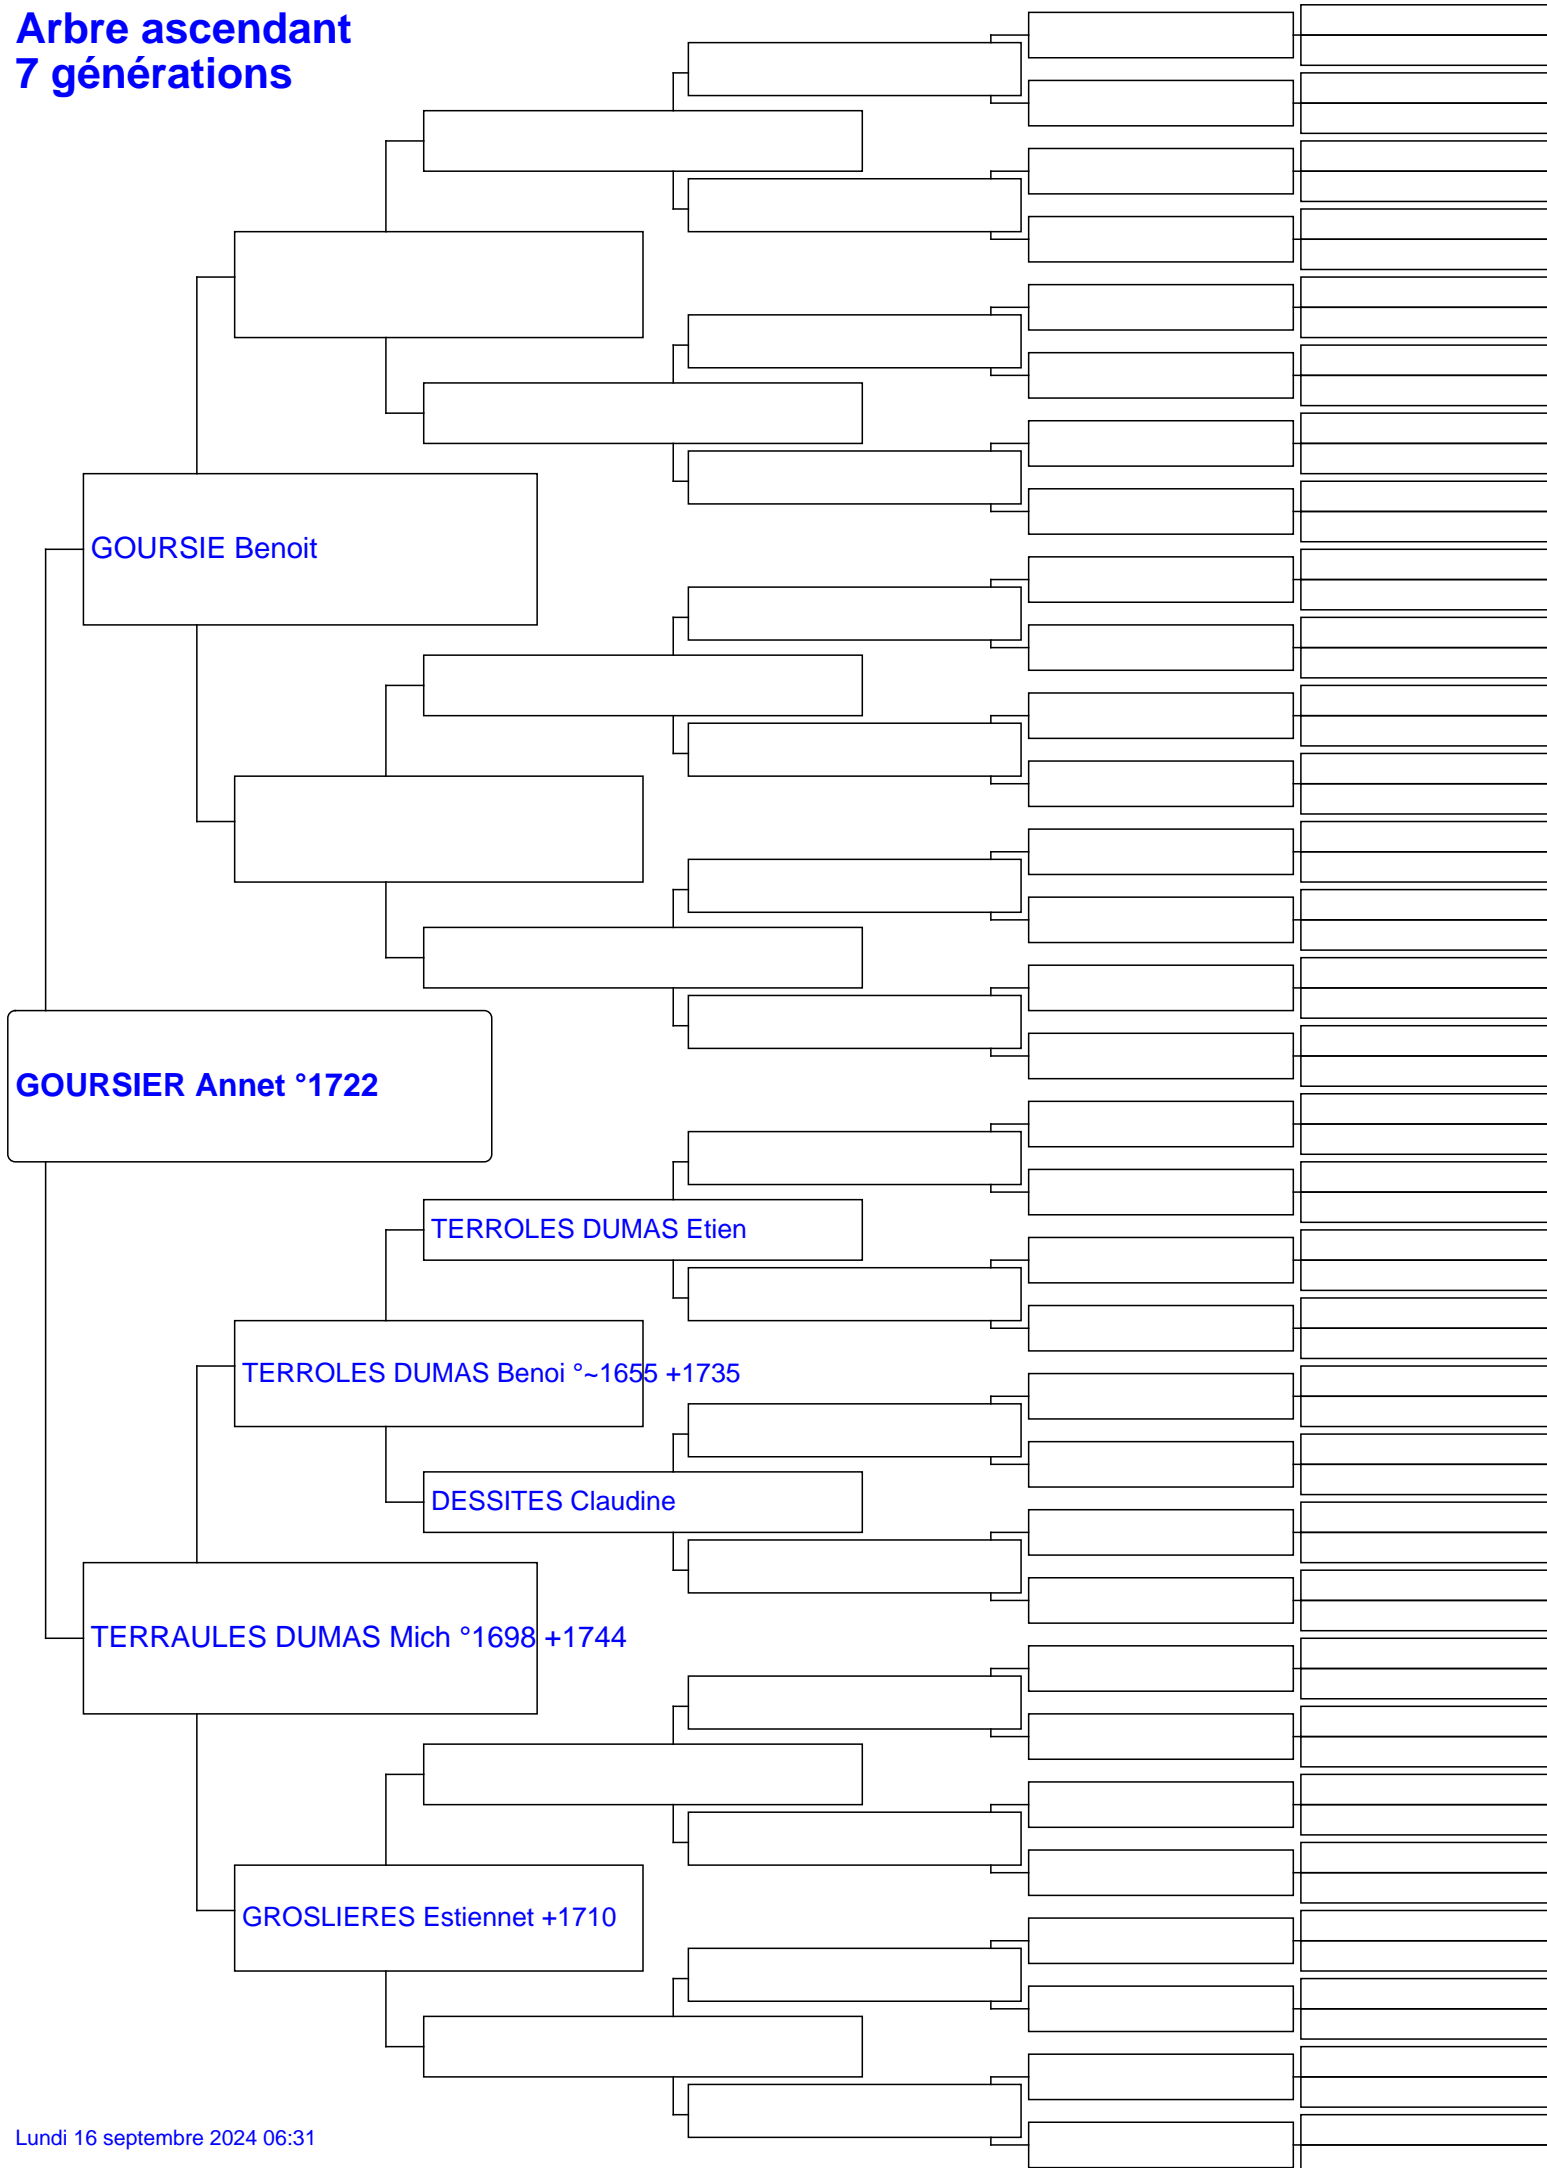 Arbre ascendant
7 générations
GOURSIE Benoit
GOURSIER Annet °1722
TERROLES DUMAS Etien
TERROLES DUMAS Benoi °~1655 +1735
DESSITES Claudine
TERRAULES DUMAS Mich °1698 +1744
GROSLIERES Estiennet +1710
Lundi 16 septembre 2024 06:31